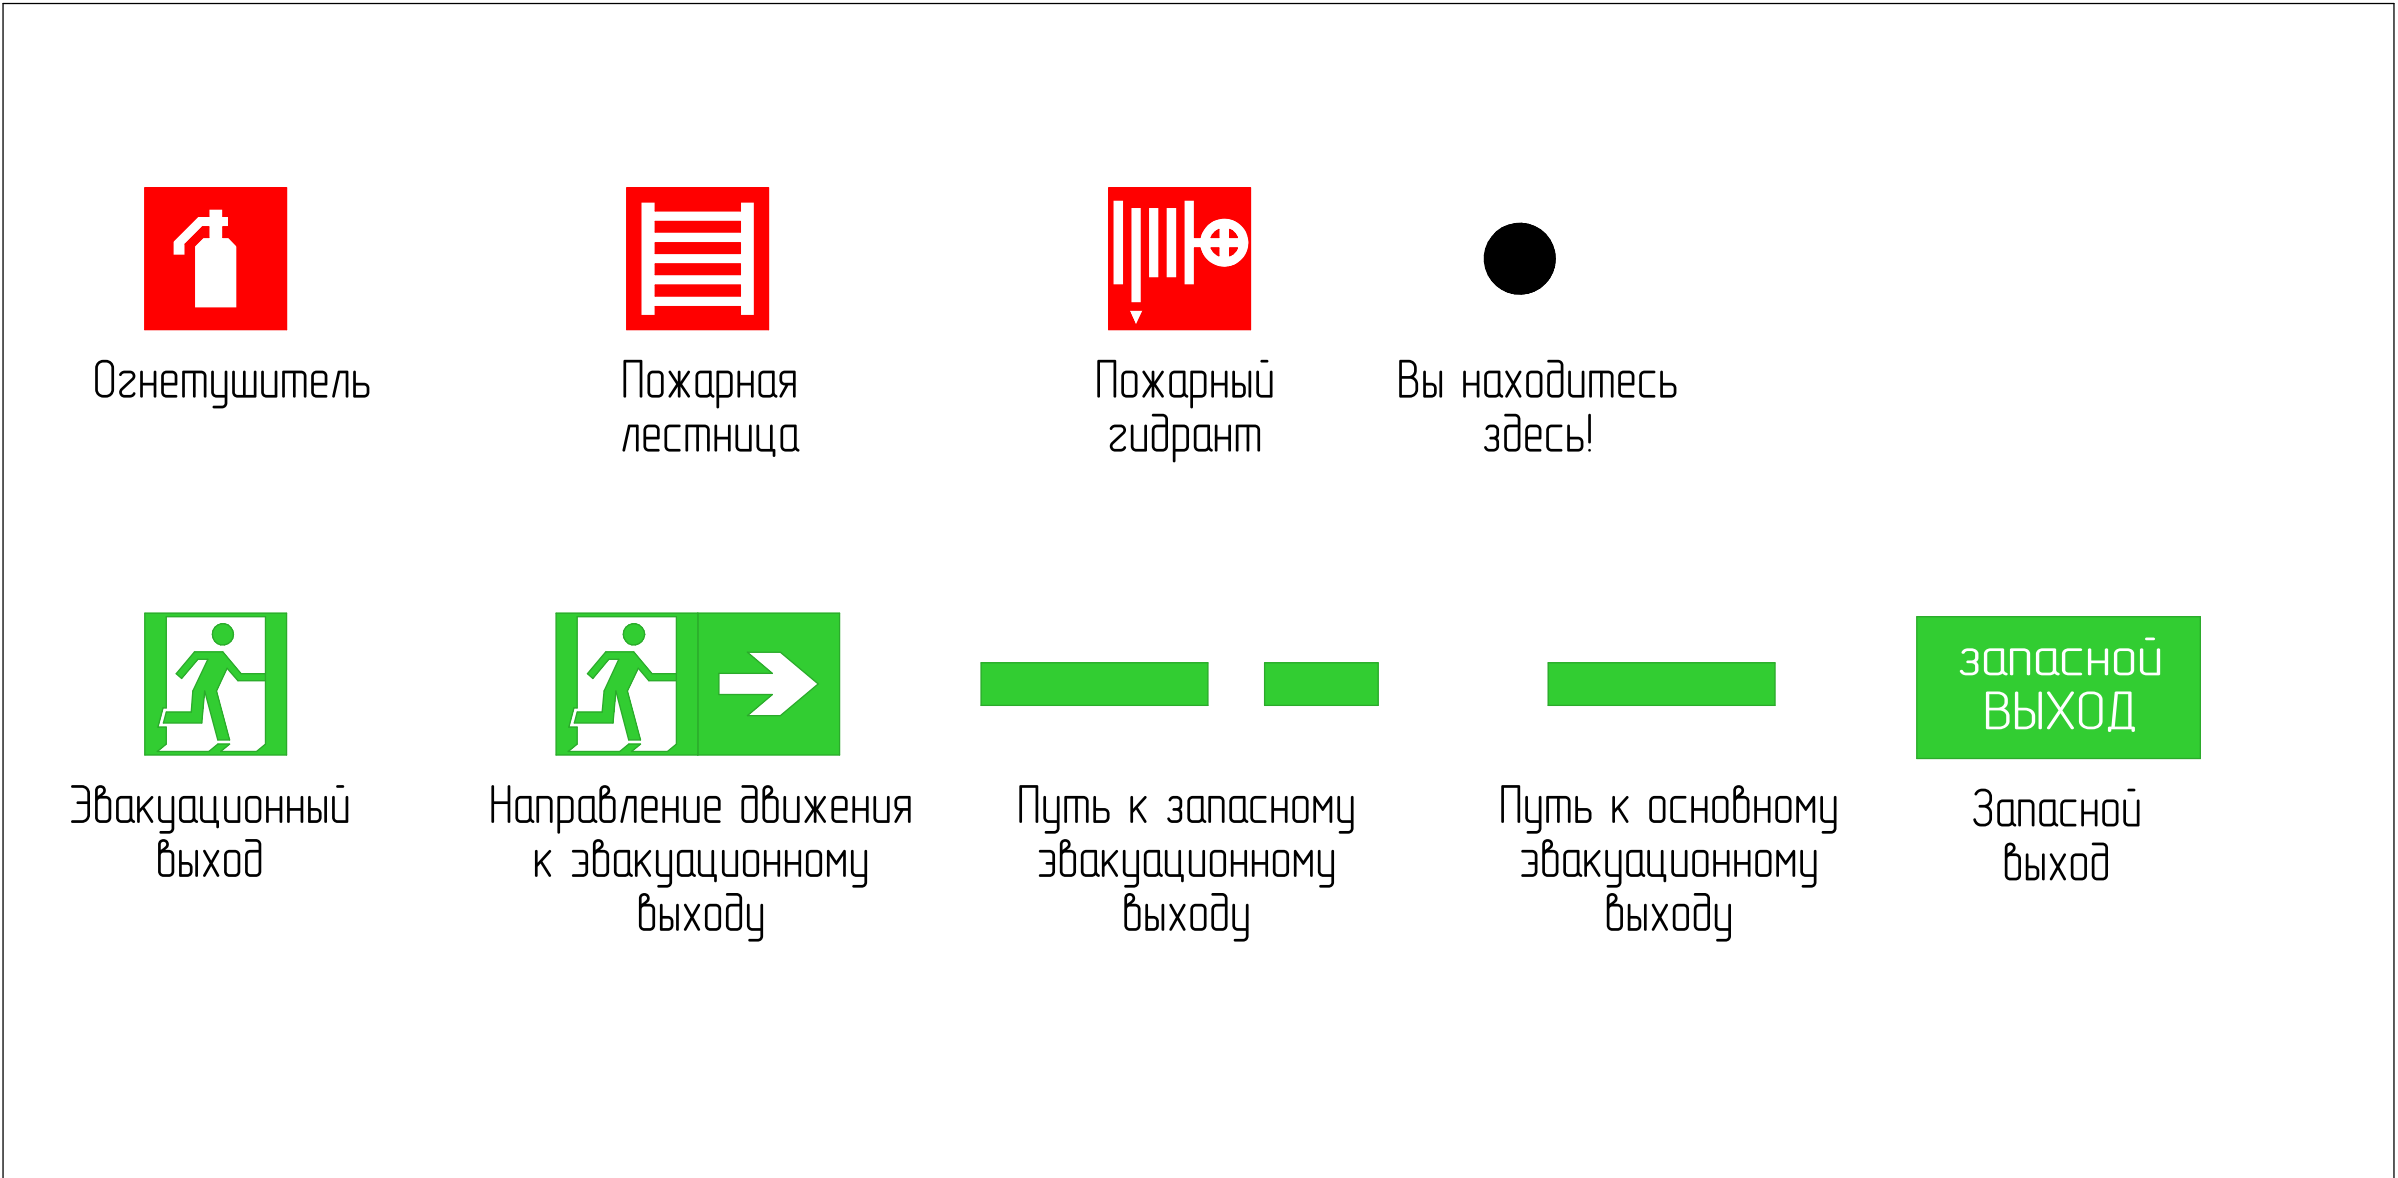 Огнетушитель
Пожарная
лестница
Пожарный
гидрант
Вы находитесь
здесь!
запасной
ВЫХОД
Эвакуационный
выход
Направление движения
к эвакуационному
выходу
Путь к запасному
эвакуационному
выходу
Путь к основному
эвакуационному
выходу
Запасной
выход